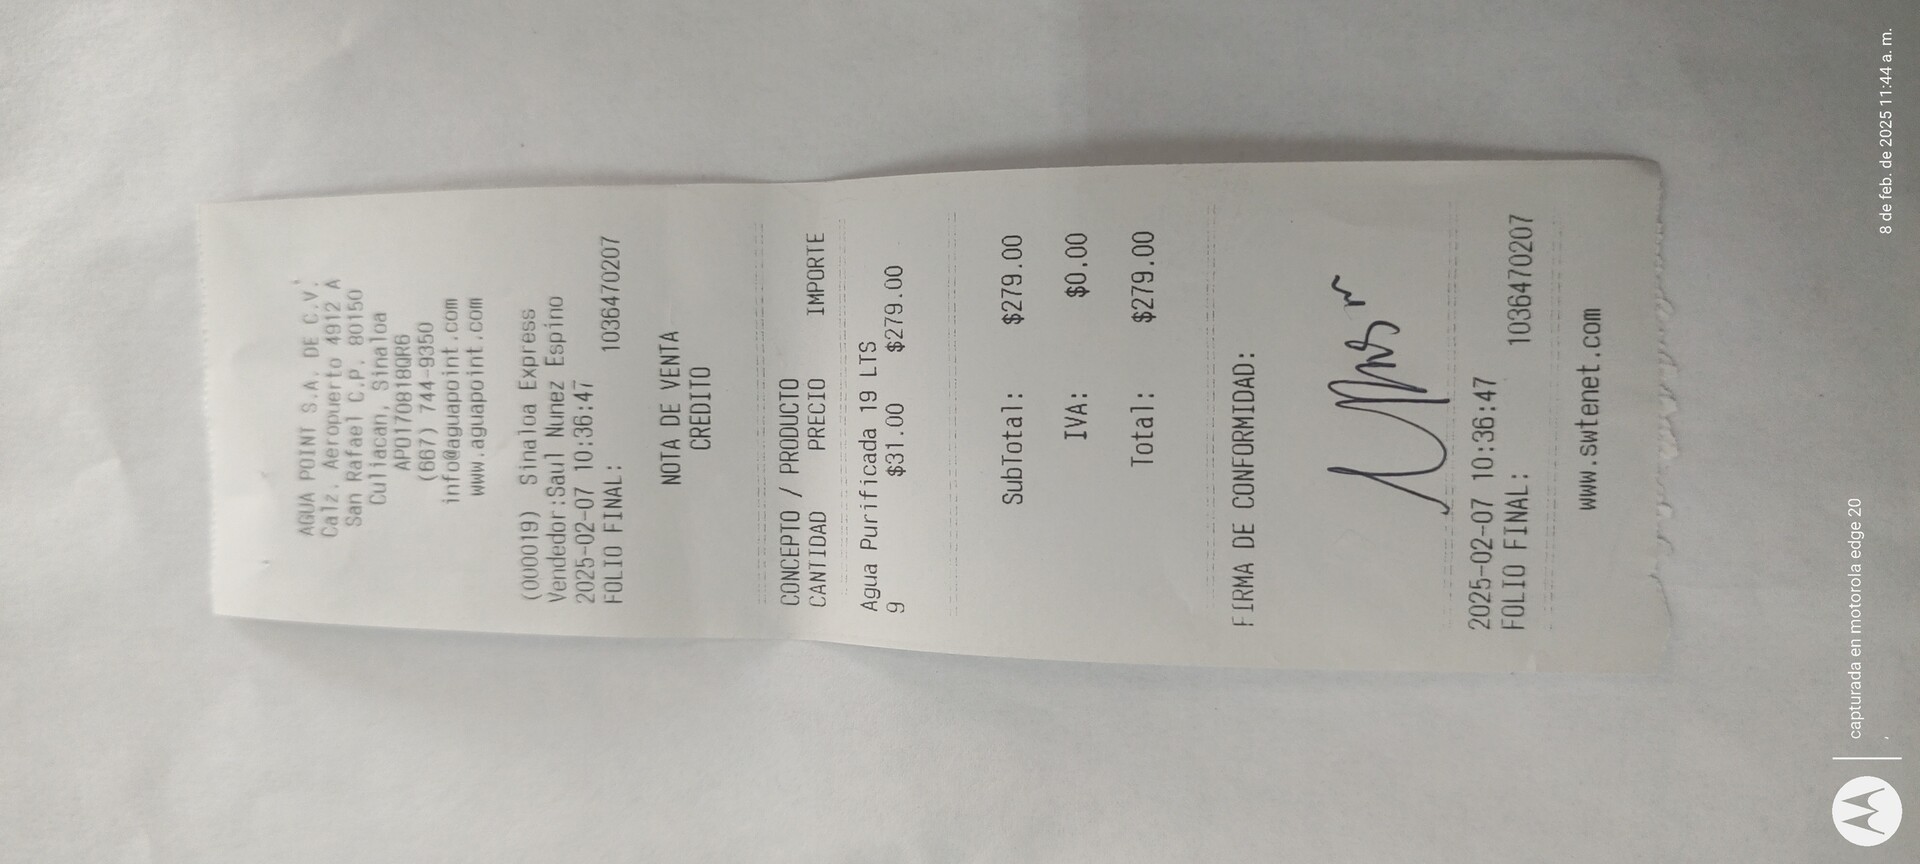 AGUA POINT S.A. DE C.V.
Calz. Aeropuerto 4912 A
San Rafael C.P. 80150
Culiacan, Sinaloa
APO170818QR6
(667) 744-9350
info@aguapoint.com
www.aguapoint.com
(000019) Sinaloa Express
Vendedor:Saul Nunez Espino
2025-02-07 10:36:47
FOLIO FINAL: 1036470207
NOTA DE VENTA
CREDITO
CONCEPTO / PRODUCTO
CANTIDAD PRECIO IMPORTE
Agua Purificada 19 LTS
9 $31.00 $279.00
SubTotal: $279.00
IVA: $0.00
Total: $279.00
FIRMA DE CONFORMIDAD:
2025-02-07 10:36:47
FOLIO FINAL: 1036470207
www.swtenet.com
capturada en motorola edge 20
8 de feb. de 2025 11:44 a. m.